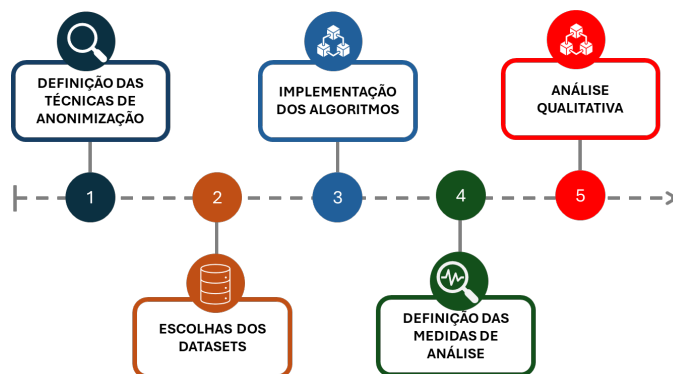 DEFINIÇÃO DAS
TÉCNICAS DE
ANONIMIZAÇÃO
IMPLEMENTAÇÃO
DOS ALGORITMOS
ANÁLISE
QUALITATIVA
1
2
3
4
5
ESCOLHAS DOS
DATASETS
DEFINIÇÃO DAS
MEDIDAS DE
ANÁLISE